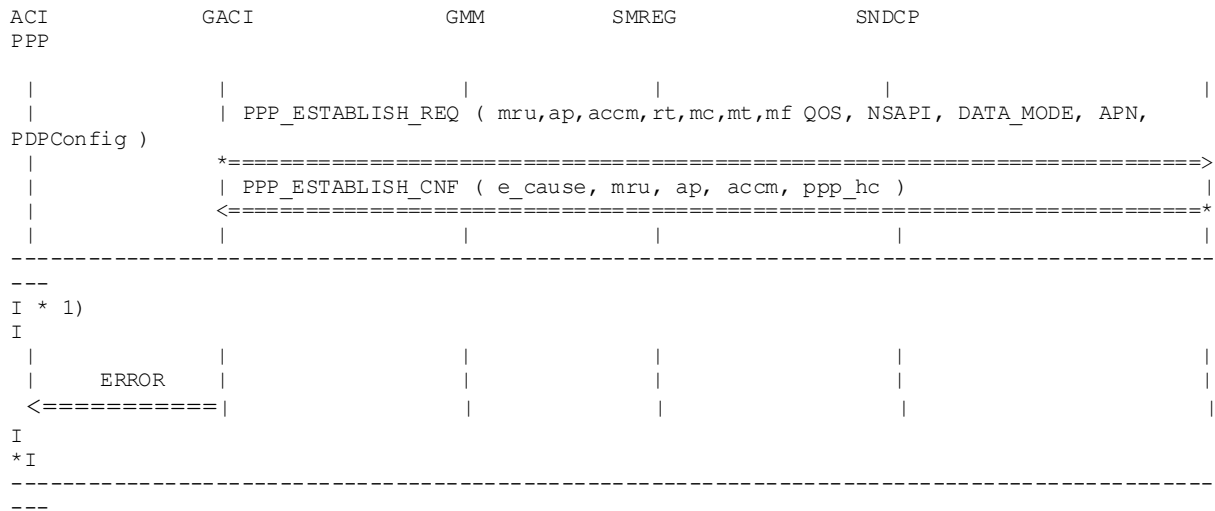 ACI GACI GMM SMREG SNDCP
PPP
| | | | | |
| | PPP_ESTABLISH_REQ ( mru,ap,accm,rt,mc,mt,mf QOS, NSAPI, DATA_MODE, APN,
PDPConfig )
| *============================================================================>
| | PPP_ESTABLISH_CNF ( e_cause, mru, ap, accm, ppp_hc ) |
| <============================================================================*
| | | | | |
---------------------------------------------------------------------------------------------
---
I * 1)
I
| | | | | |
| ERROR | | | | |
<===========| | | | |
I
*I
---------------------------------------------------------------------------------------------
---